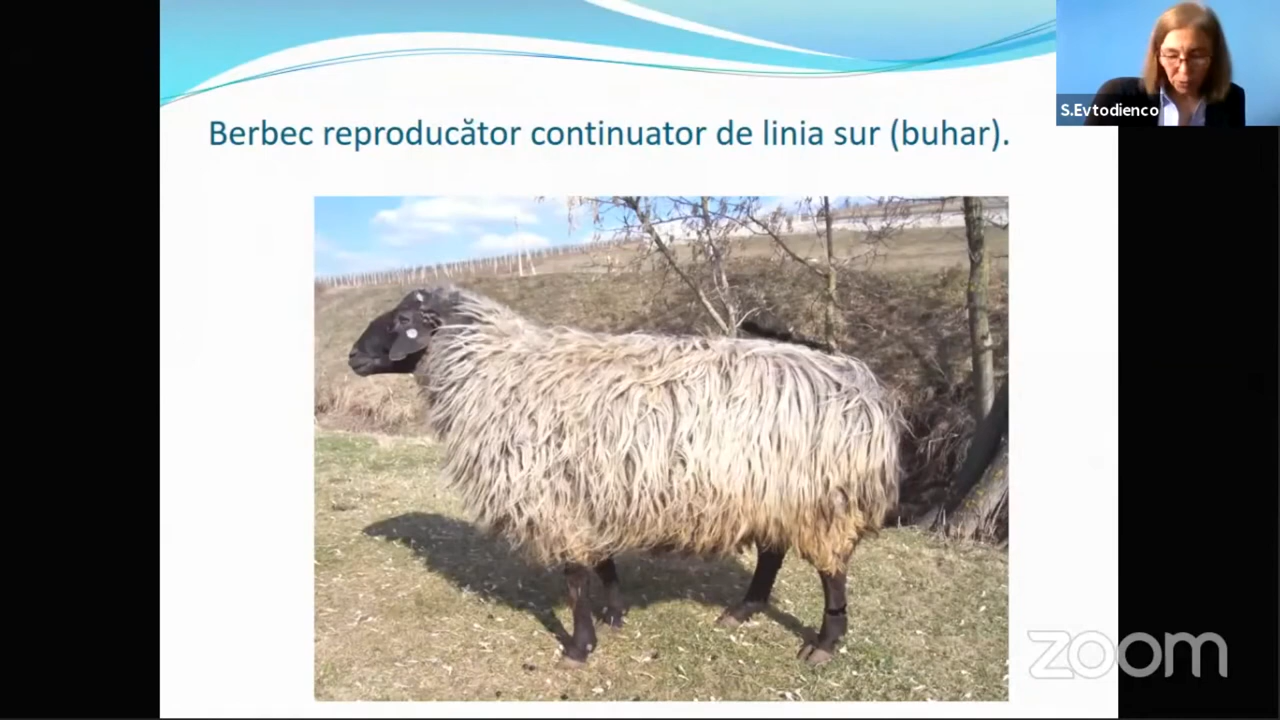 Berbec reproducător continuator de linia sur (buhar).
S.Evtodienco
zoom